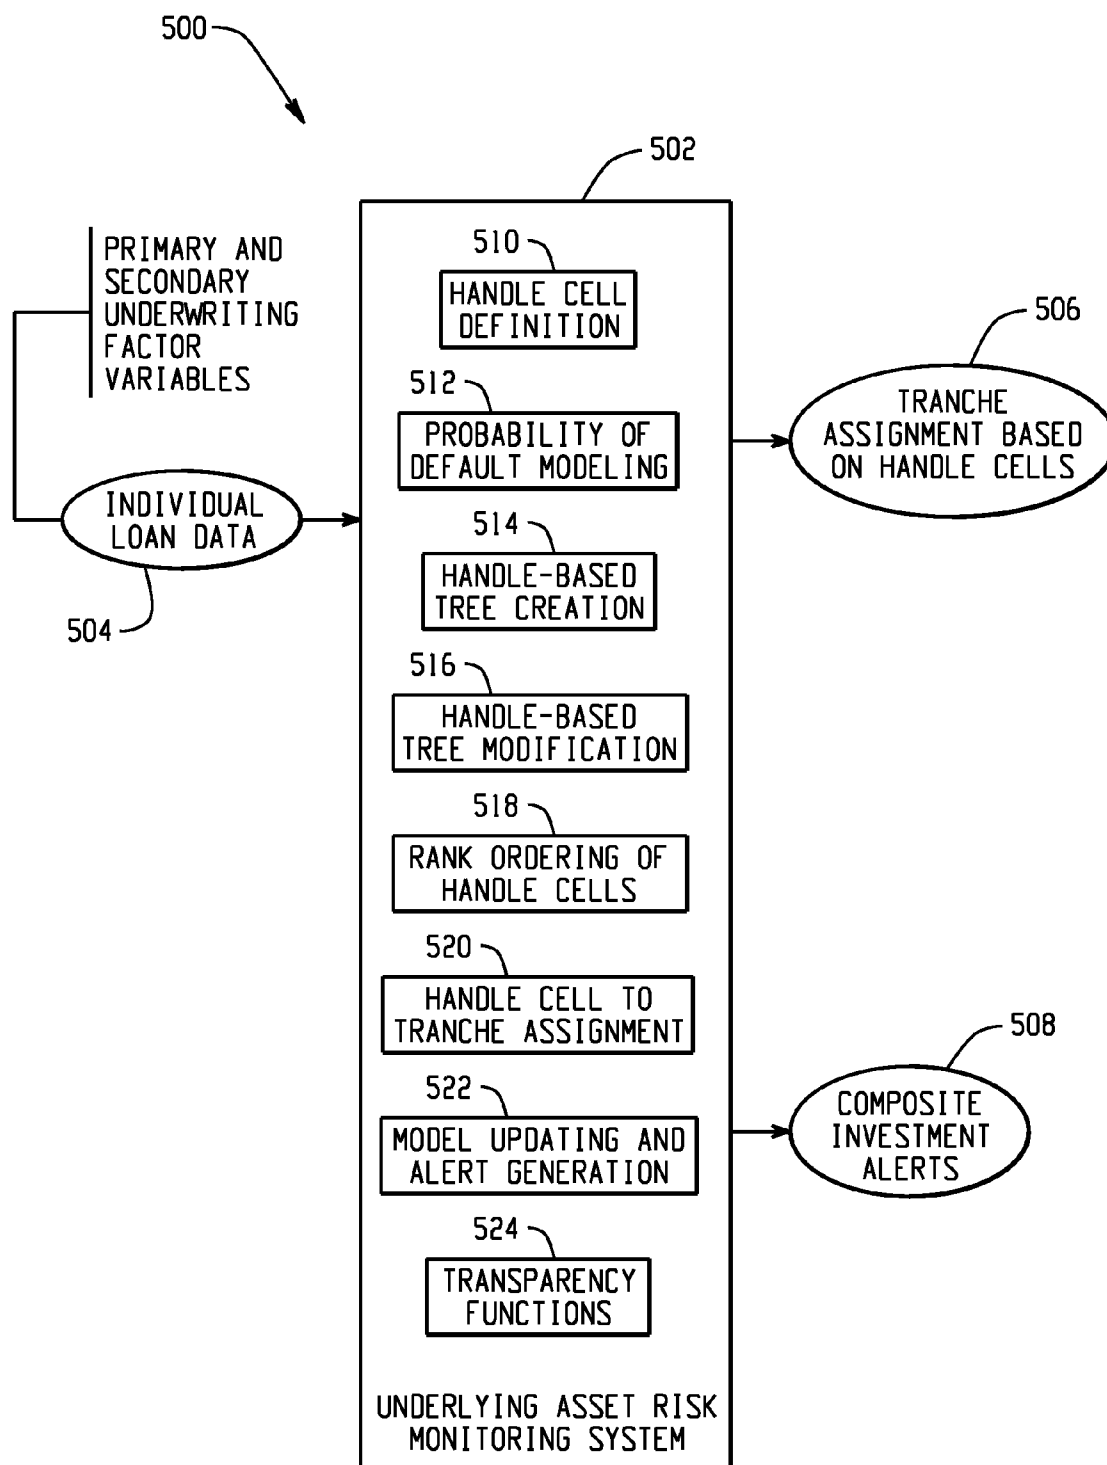 500
502
PRIMARY AND
SECONDARY
UNDERWRITING
FACTOR
VARIABLES
INDIVIDUAL
LOAN DATA
504
510
HANDLE CELL
DEFINITION
512
PROBABILITY OF
DEFAULT MODELING
514
HANDLE-BASED
TREE CREATION
516
HANDLE-BASED
TREE MODIFICATION
518
RANK ORDERING OF
HANDLE CELLS
520
HANDLE CELL TO
TRANCHE ASSIGNMENT
522
MODEL UPDATING AND
ALERT GENERATION
524
TRANSPARENCY
FUNCTIONS
UNDERLYING ASSET RISK
MONITORING SYSTEM
506
TRANCHE
ASSIGNMENT BASED
ON HANDLE CELLS
508
COMPOSITE
INVESTMENT
ALERTS